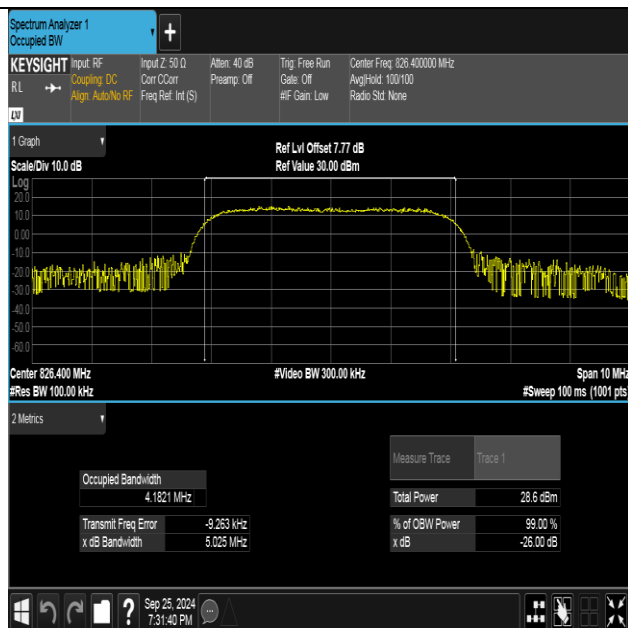 Spectrum Analyzer 1
Occupied BW
KEYSIGHT
RL
LXI
Input: RF
Coupling: DC
Align: Auto/No RF
Input Z: 50 Ω
Corr CCorr
Freq Ref: Int (S)
Atten: 40 dB
Preamp: Off
Trig: Free Run
Gate: Off
#IF Gain: Low
Center Freq: 826.400000 MHz
Avg|Hold: 100/100
Radio Std: None
1 Graph
Scale/Div 10.0 dB
Ref Lvl Offset 7.77 dB
Ref Value 30.00 dBm
Log
20.0
10.0
0.00
-10.0
-20.0
-30.0
-40.0
-50.0
-60.0
Center 826.400 MHz
#Res BW 100.00 kHz
#Video BW 300.00 kHz
Span 10 MHz
#Sweep 100 ms (1001 pts)
2 Metrics
Measure Trace Trace 1
Occupied Bandwidth
4.1821 MHz
Total Power 28.6 dBm
Transmit Freq Error -9.263 kHz
% of OBW Power 99.00 %
x dB Bandwidth 5.025 MHz
x dB -26.00 dB
Sep 25, 2024
7:31:40 PM